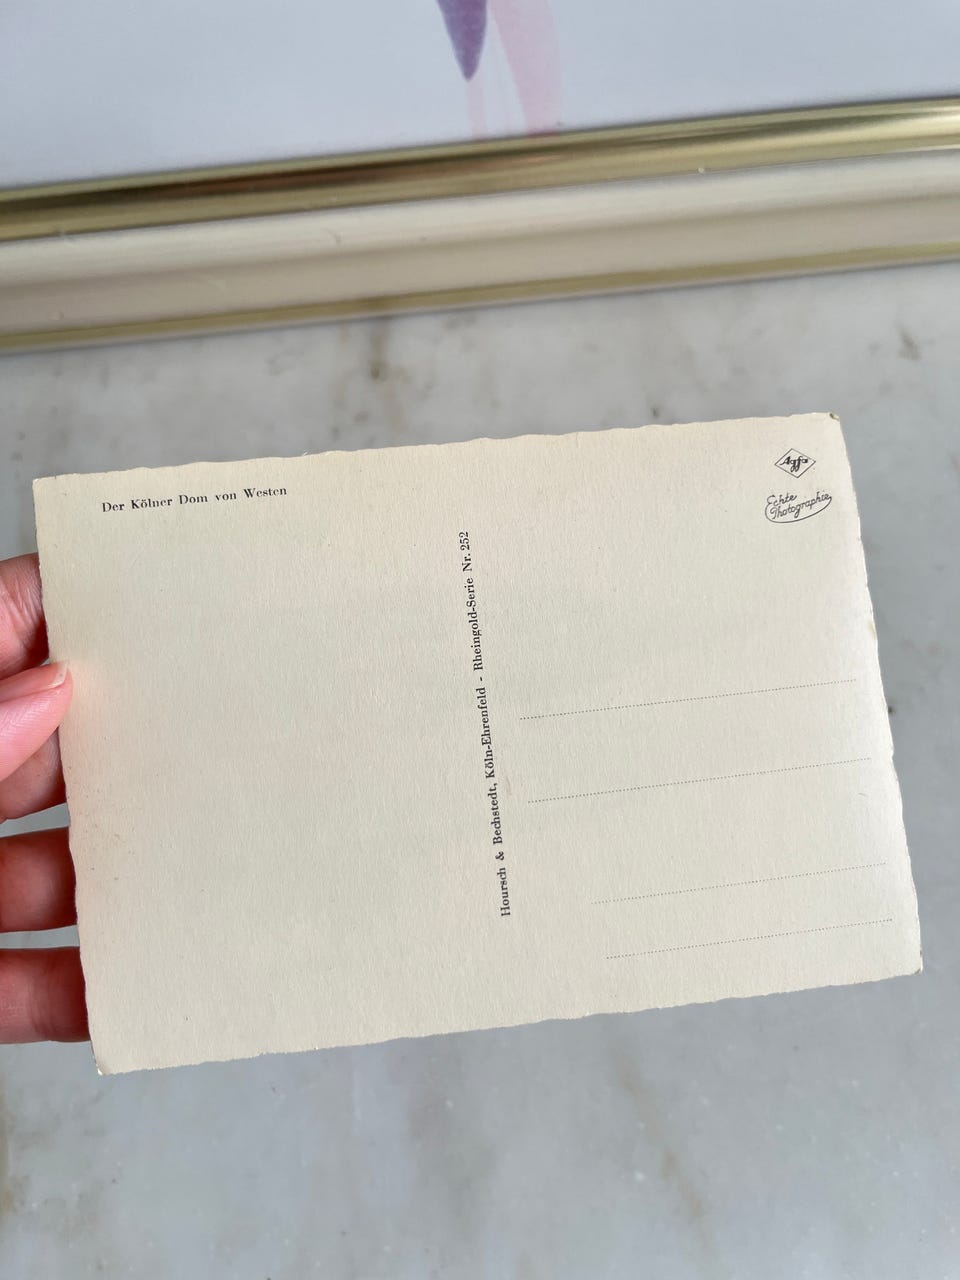 Der Kölner Dom von Westen
Agfa
Echte
Photographie
Hoursch & Bechstedt, Köln-Ehrenfeld - Rheingold-Serie Nr. 252